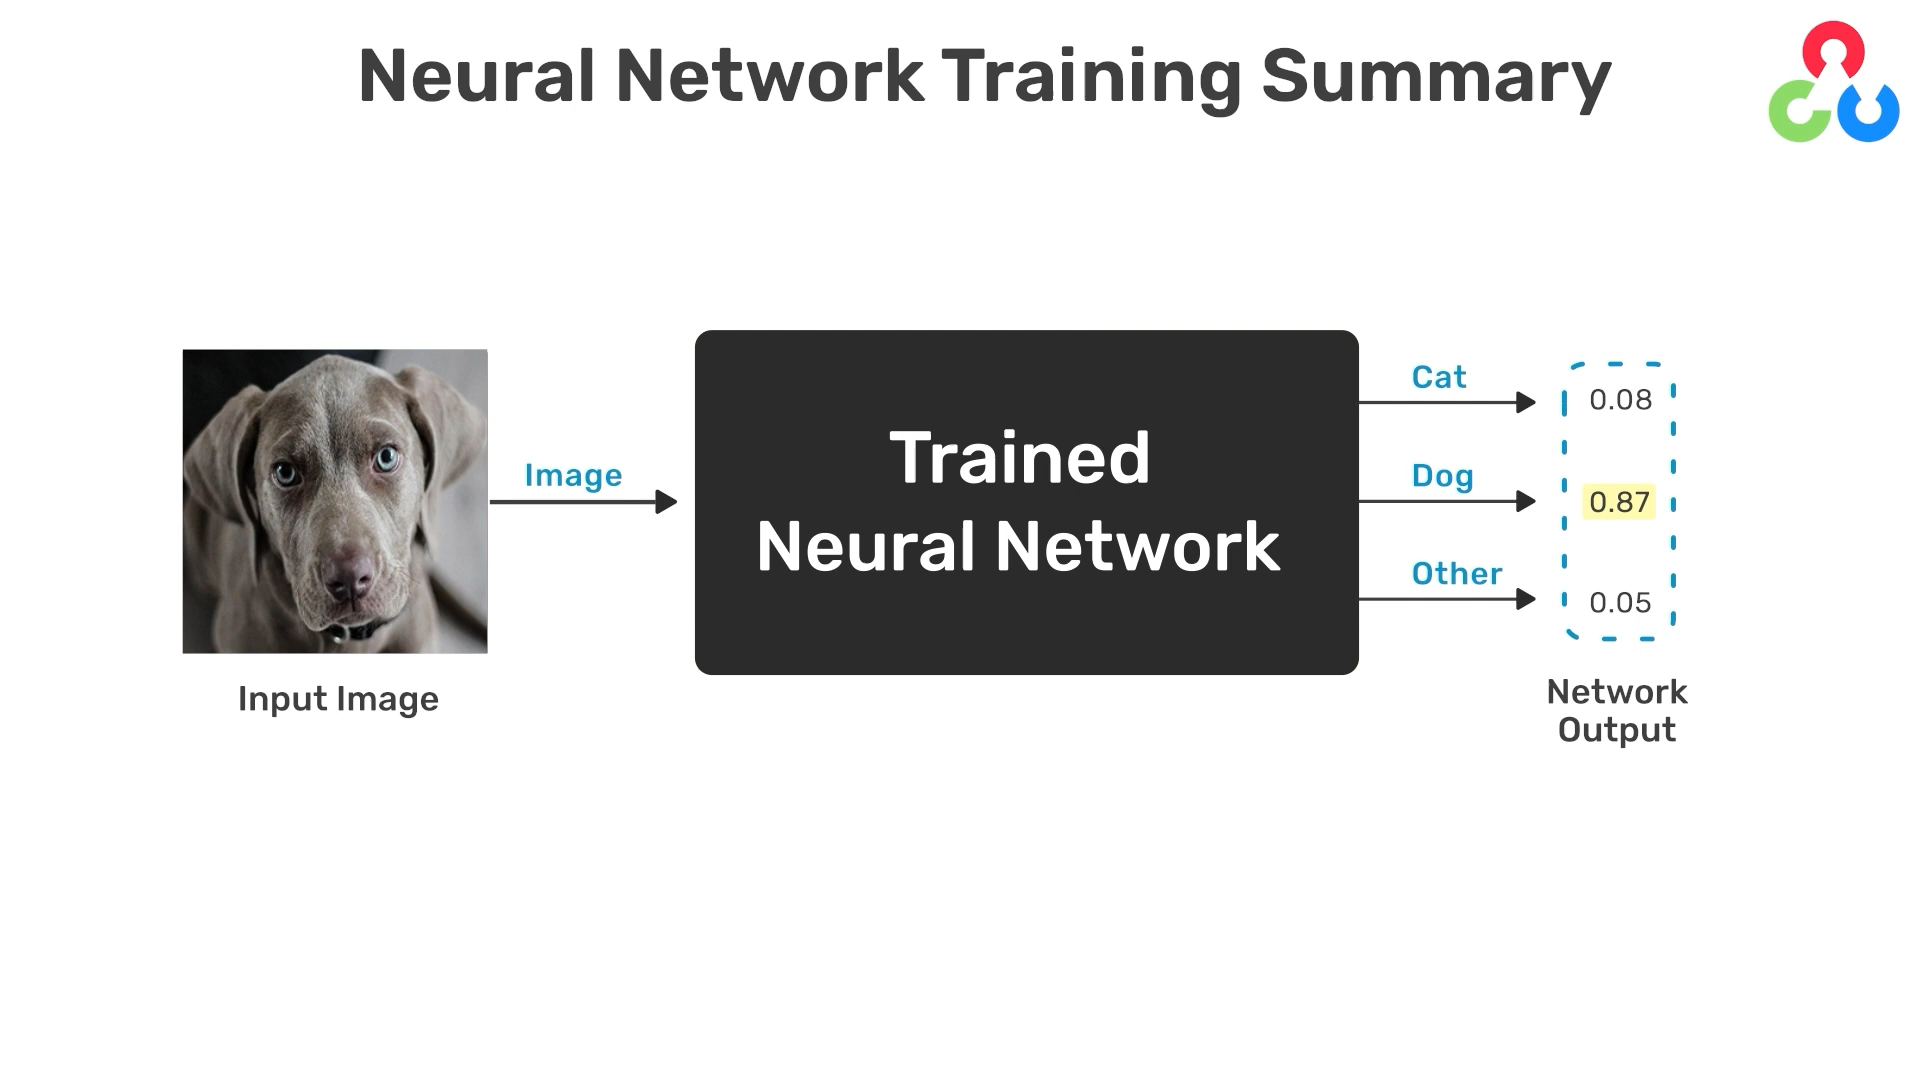 Neural Network Training Summary
Image
Input Image
Trained
Neural Network
Cat
0.08
Dog
0.87
Other
0.05
Network
Output